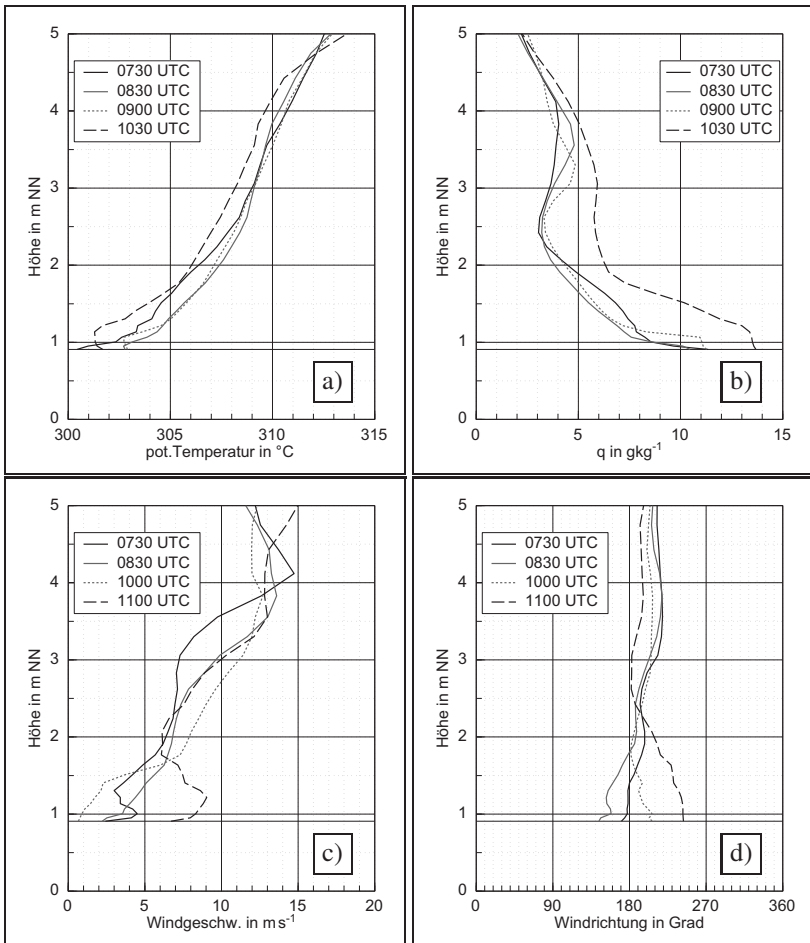 5
4
3
2
1
0
Höhe in m NN
0730 UTC
0830 UTC
0900 UTC
1030 UTC
a)
300
305
310
315
pot.Temperatur in °C
5
4
3
2
1
0
Höhe in m NN
0730 UTC
0830 UTC
0900 UTC
1030 UTC
b)
0
5
10
15
q in gkg-1
5
4
3
2
1
0
Höhe in m NN
0730 UTC
0830 UTC
1000 UTC
1100 UTC
c)
0
5
10
15
20
Windgeschw. in ms-1
5
4
3
2
1
0
Höhe in m NN
0730 UTC
0830 UTC
1000 UTC
1100 UTC
d)
0
90
180
270
360
Windrichtung in Grad